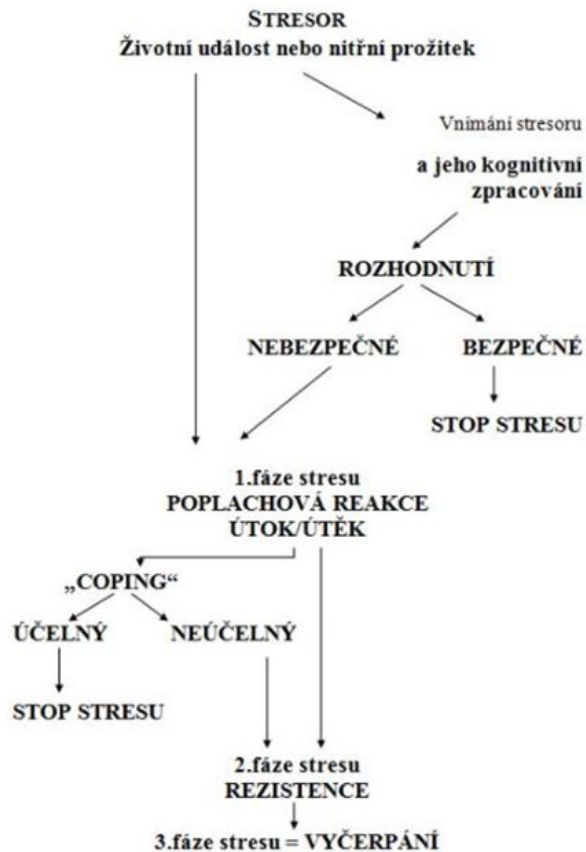 STRESOR
Životní událost nebo nitřní prožitek
Vnímání stresoru
a jeho kognitivní
zpracování
ROZHODNUTÍ
NEBEZPEČNÉ BEZPEČNÉ
STOP STRESU
1.fáze stresu
POPLACHOVÁ REAKCE
ÚTOK/ÚTĚK
„COPING“
ÚČELNÝ NEÚČELNÝ
STOP STRESU
2.fáze stresu
REZISTENCE
3.fáze stresu = VYČERPÁNÍ